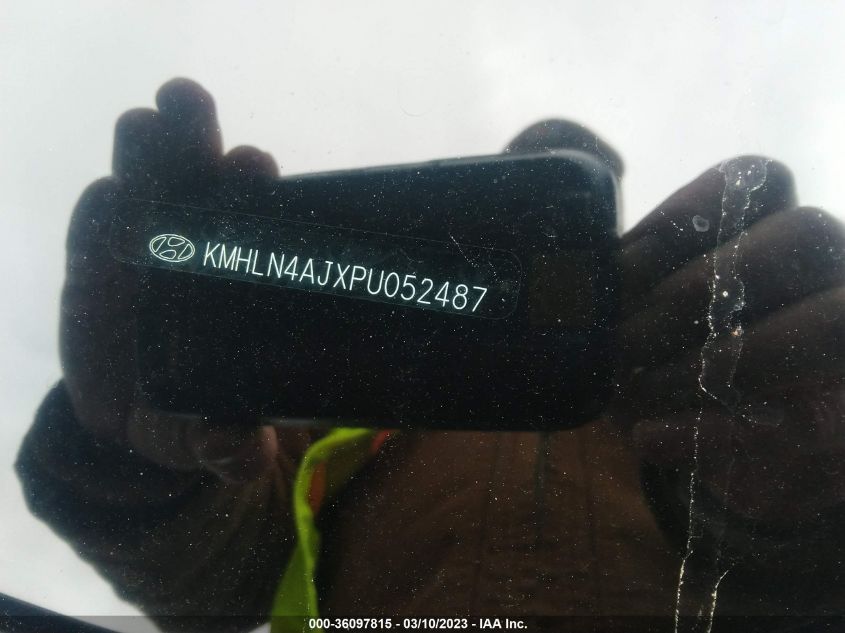 KMHLN4AJXPU052487
000-36097815 - 03/10/2023 - IAA Inc.